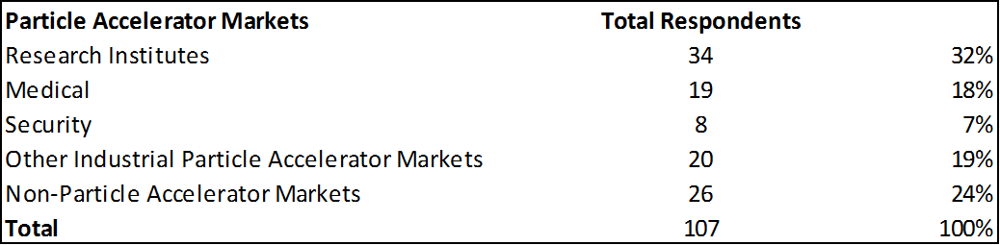 Particle Accelerator Markets Total Respondents
Research Institutes 34 32%
Medical 19 18%
Security 8 7%
Other Industrial Particle Accelerator Markets 20 19%
Non-Particle Accelerator Markets 26 24%
Total 107 100%